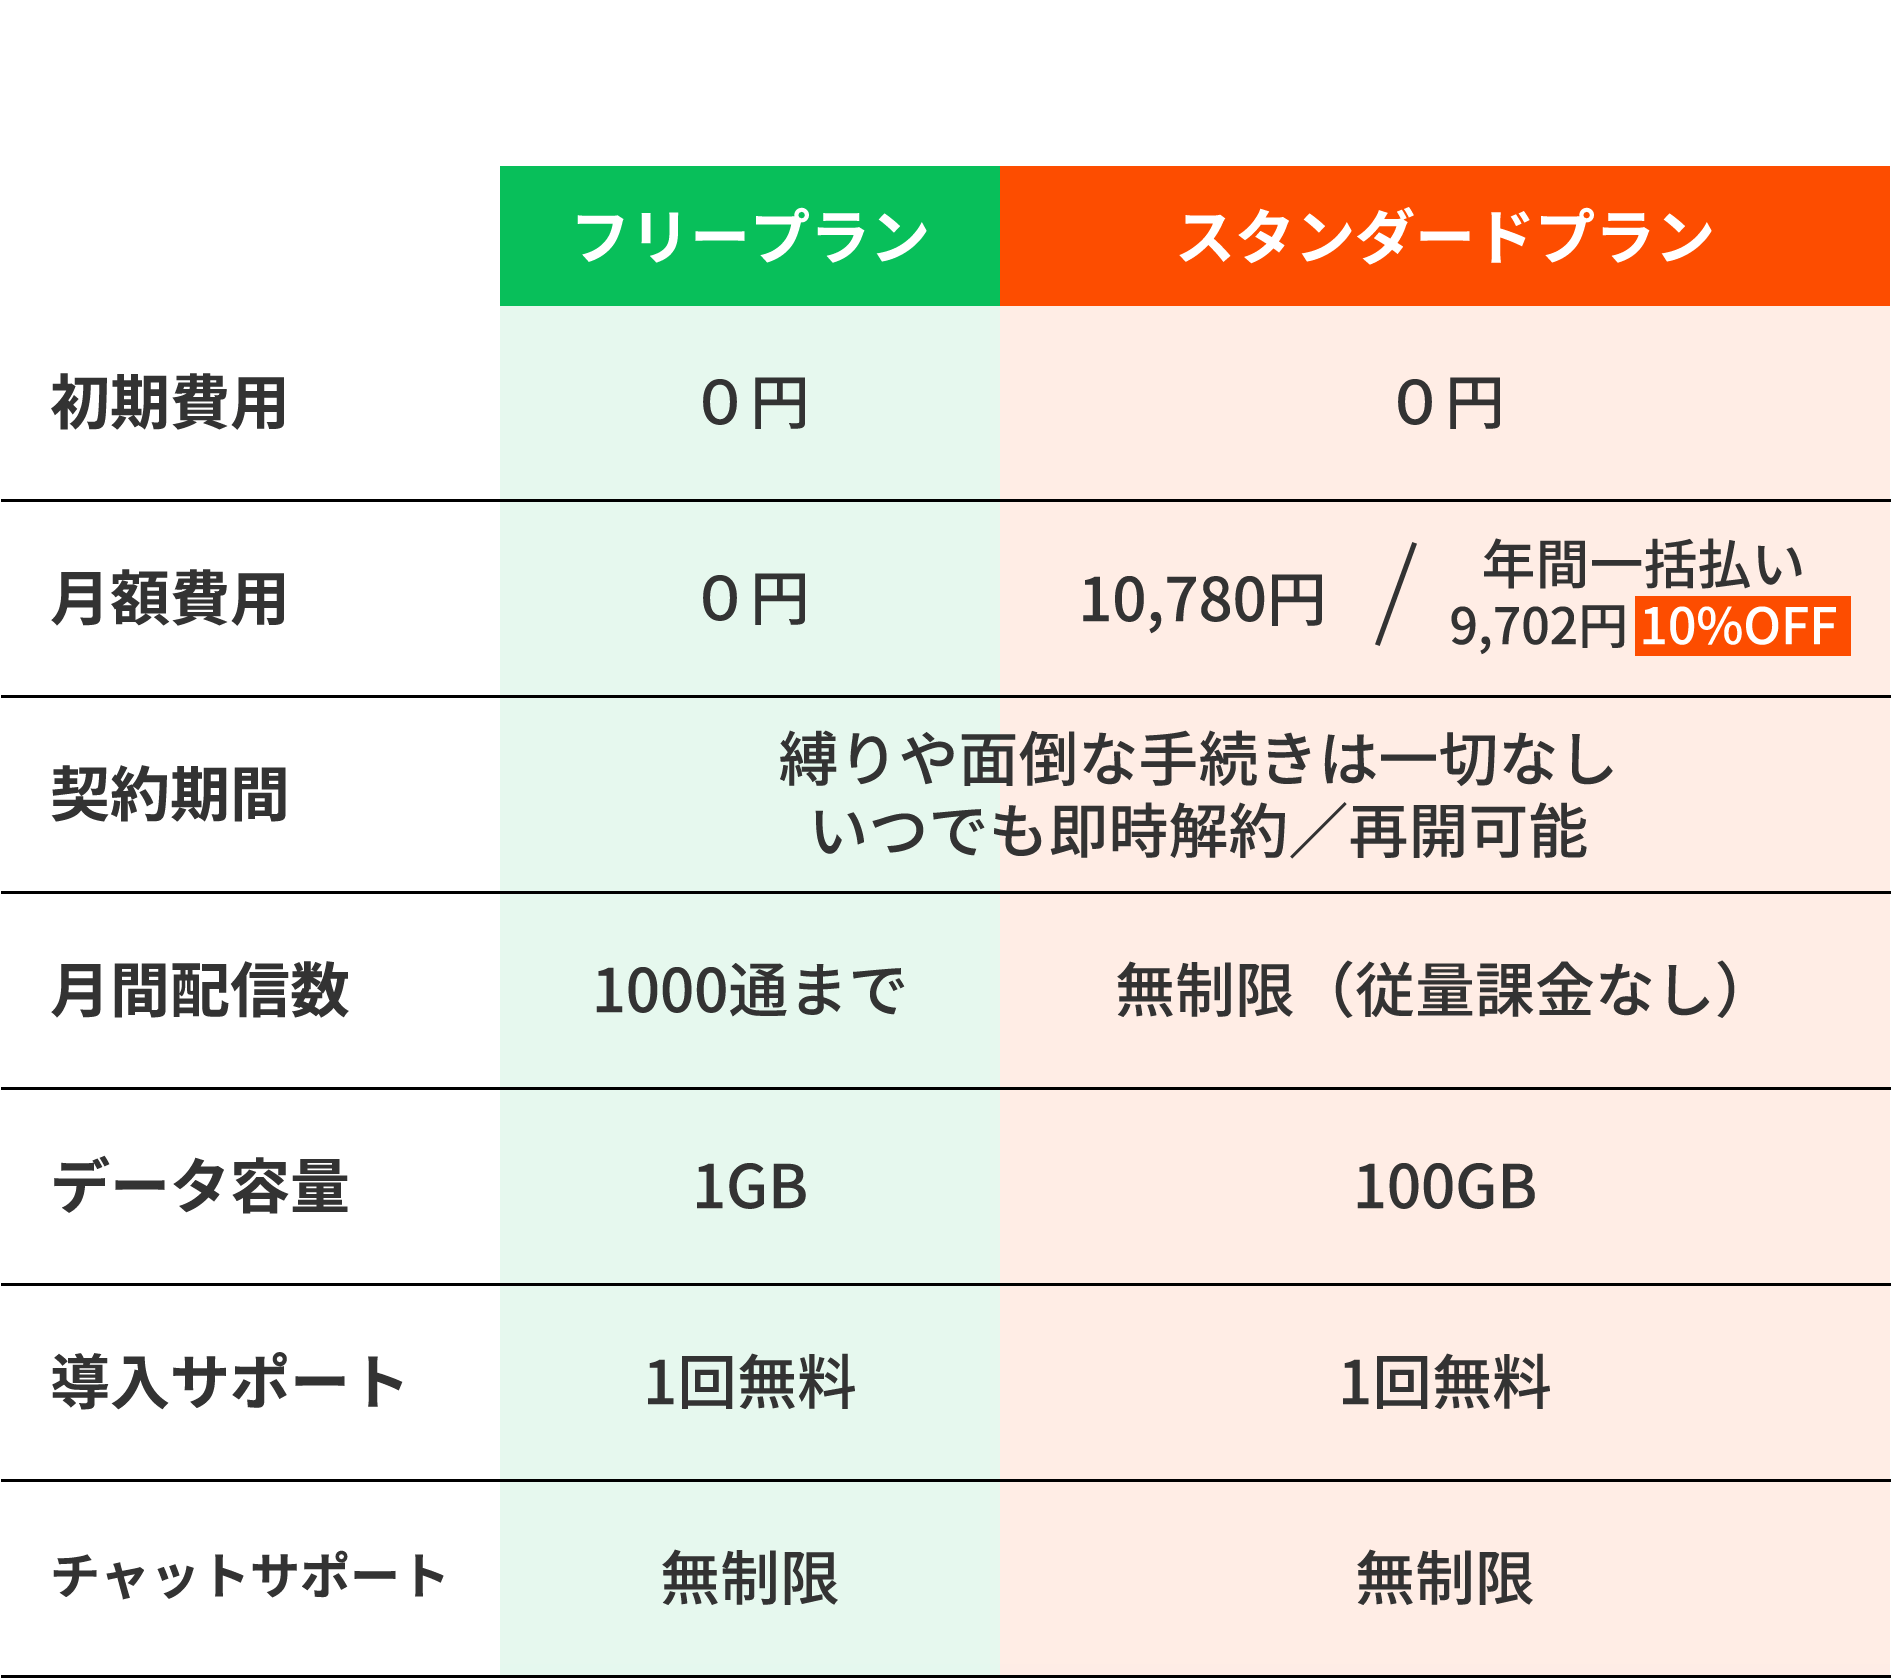 フリープラン
スタンダードプラン
初期費用
０円
０円
月額費用
０円
10,780円
／
年間一括払い
9,702円 10%OFF
契約期間
縛りや面倒な手続きは一切なし
いつでも即時解約／再開可能
月間配信数
1000通まで
無制限（従量課金なし）
データ容量
1GB
100GB
導入サポート
1回無料
1回無料
チャットサポート
無制限
無制限